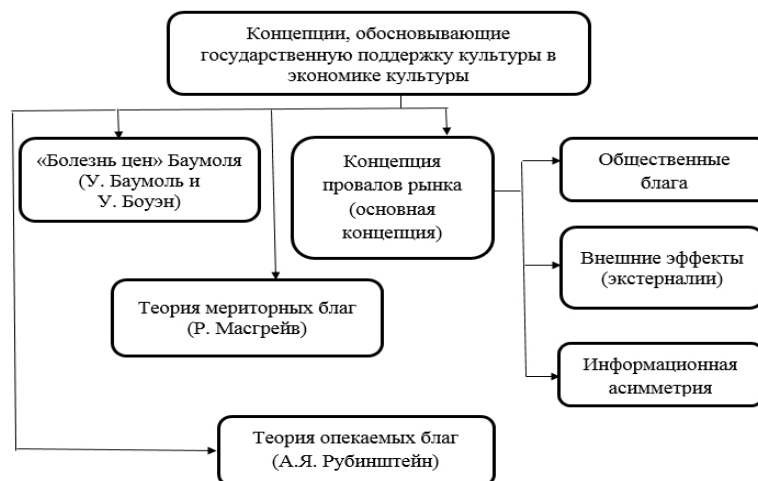 Концепции, обосновывающие
государственную поддержку культуры в
экономике культуры
«Болезнь цен» Баумоля
(У. Баумоль и
У. Боуэн)
Концепция
провалов рынка
(основная
концепция)
Общественные
блага
Внешние эффекты
(экстерналии)
Информационная
асимметрия
Теория мериторных благ
(Р. Масгрейв)
Теория опекаемых благ
(А.Я. Рубинштейн)